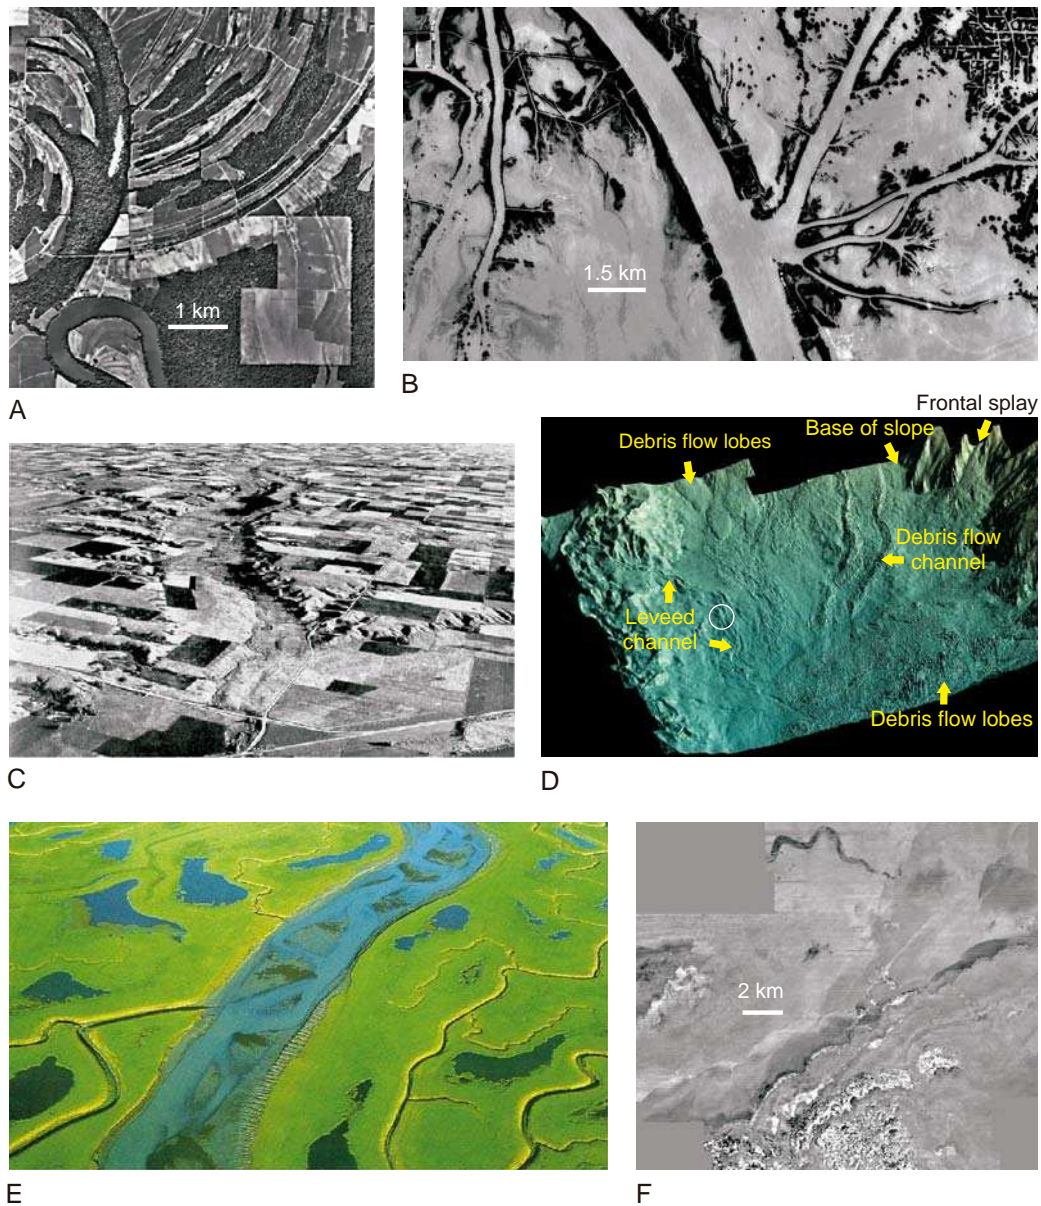 1 km
A
1.5 km
B
C
Frontal splay
Base of slope
Debris flow lobes
Debris flow
channel
Leveed
channel
Debris flow lobes
D
E
2 km
F